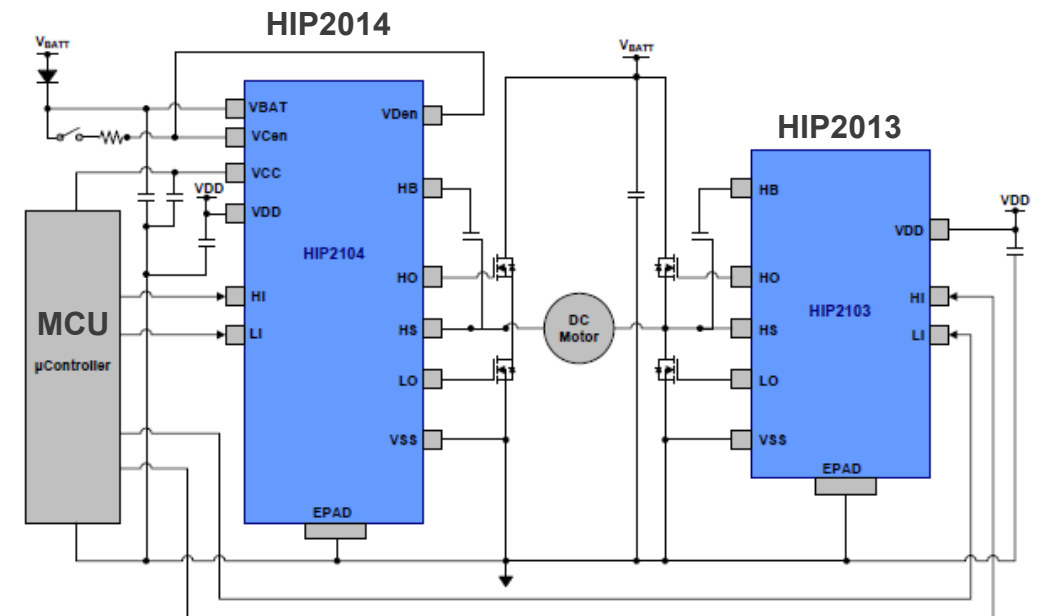 HIP2014
HIP2013
VBATT
VBATT
VBAT
VCen
VCC
VDD
VDD
HI
LI
HIP2104
VDen
HB
HO
HS
LO
VSS
EPAD
MCU
µController
DC
Motor
HB
HO
HS
LO
VSS
HIP2103
VDD
HI
LI
EPAD
VDD